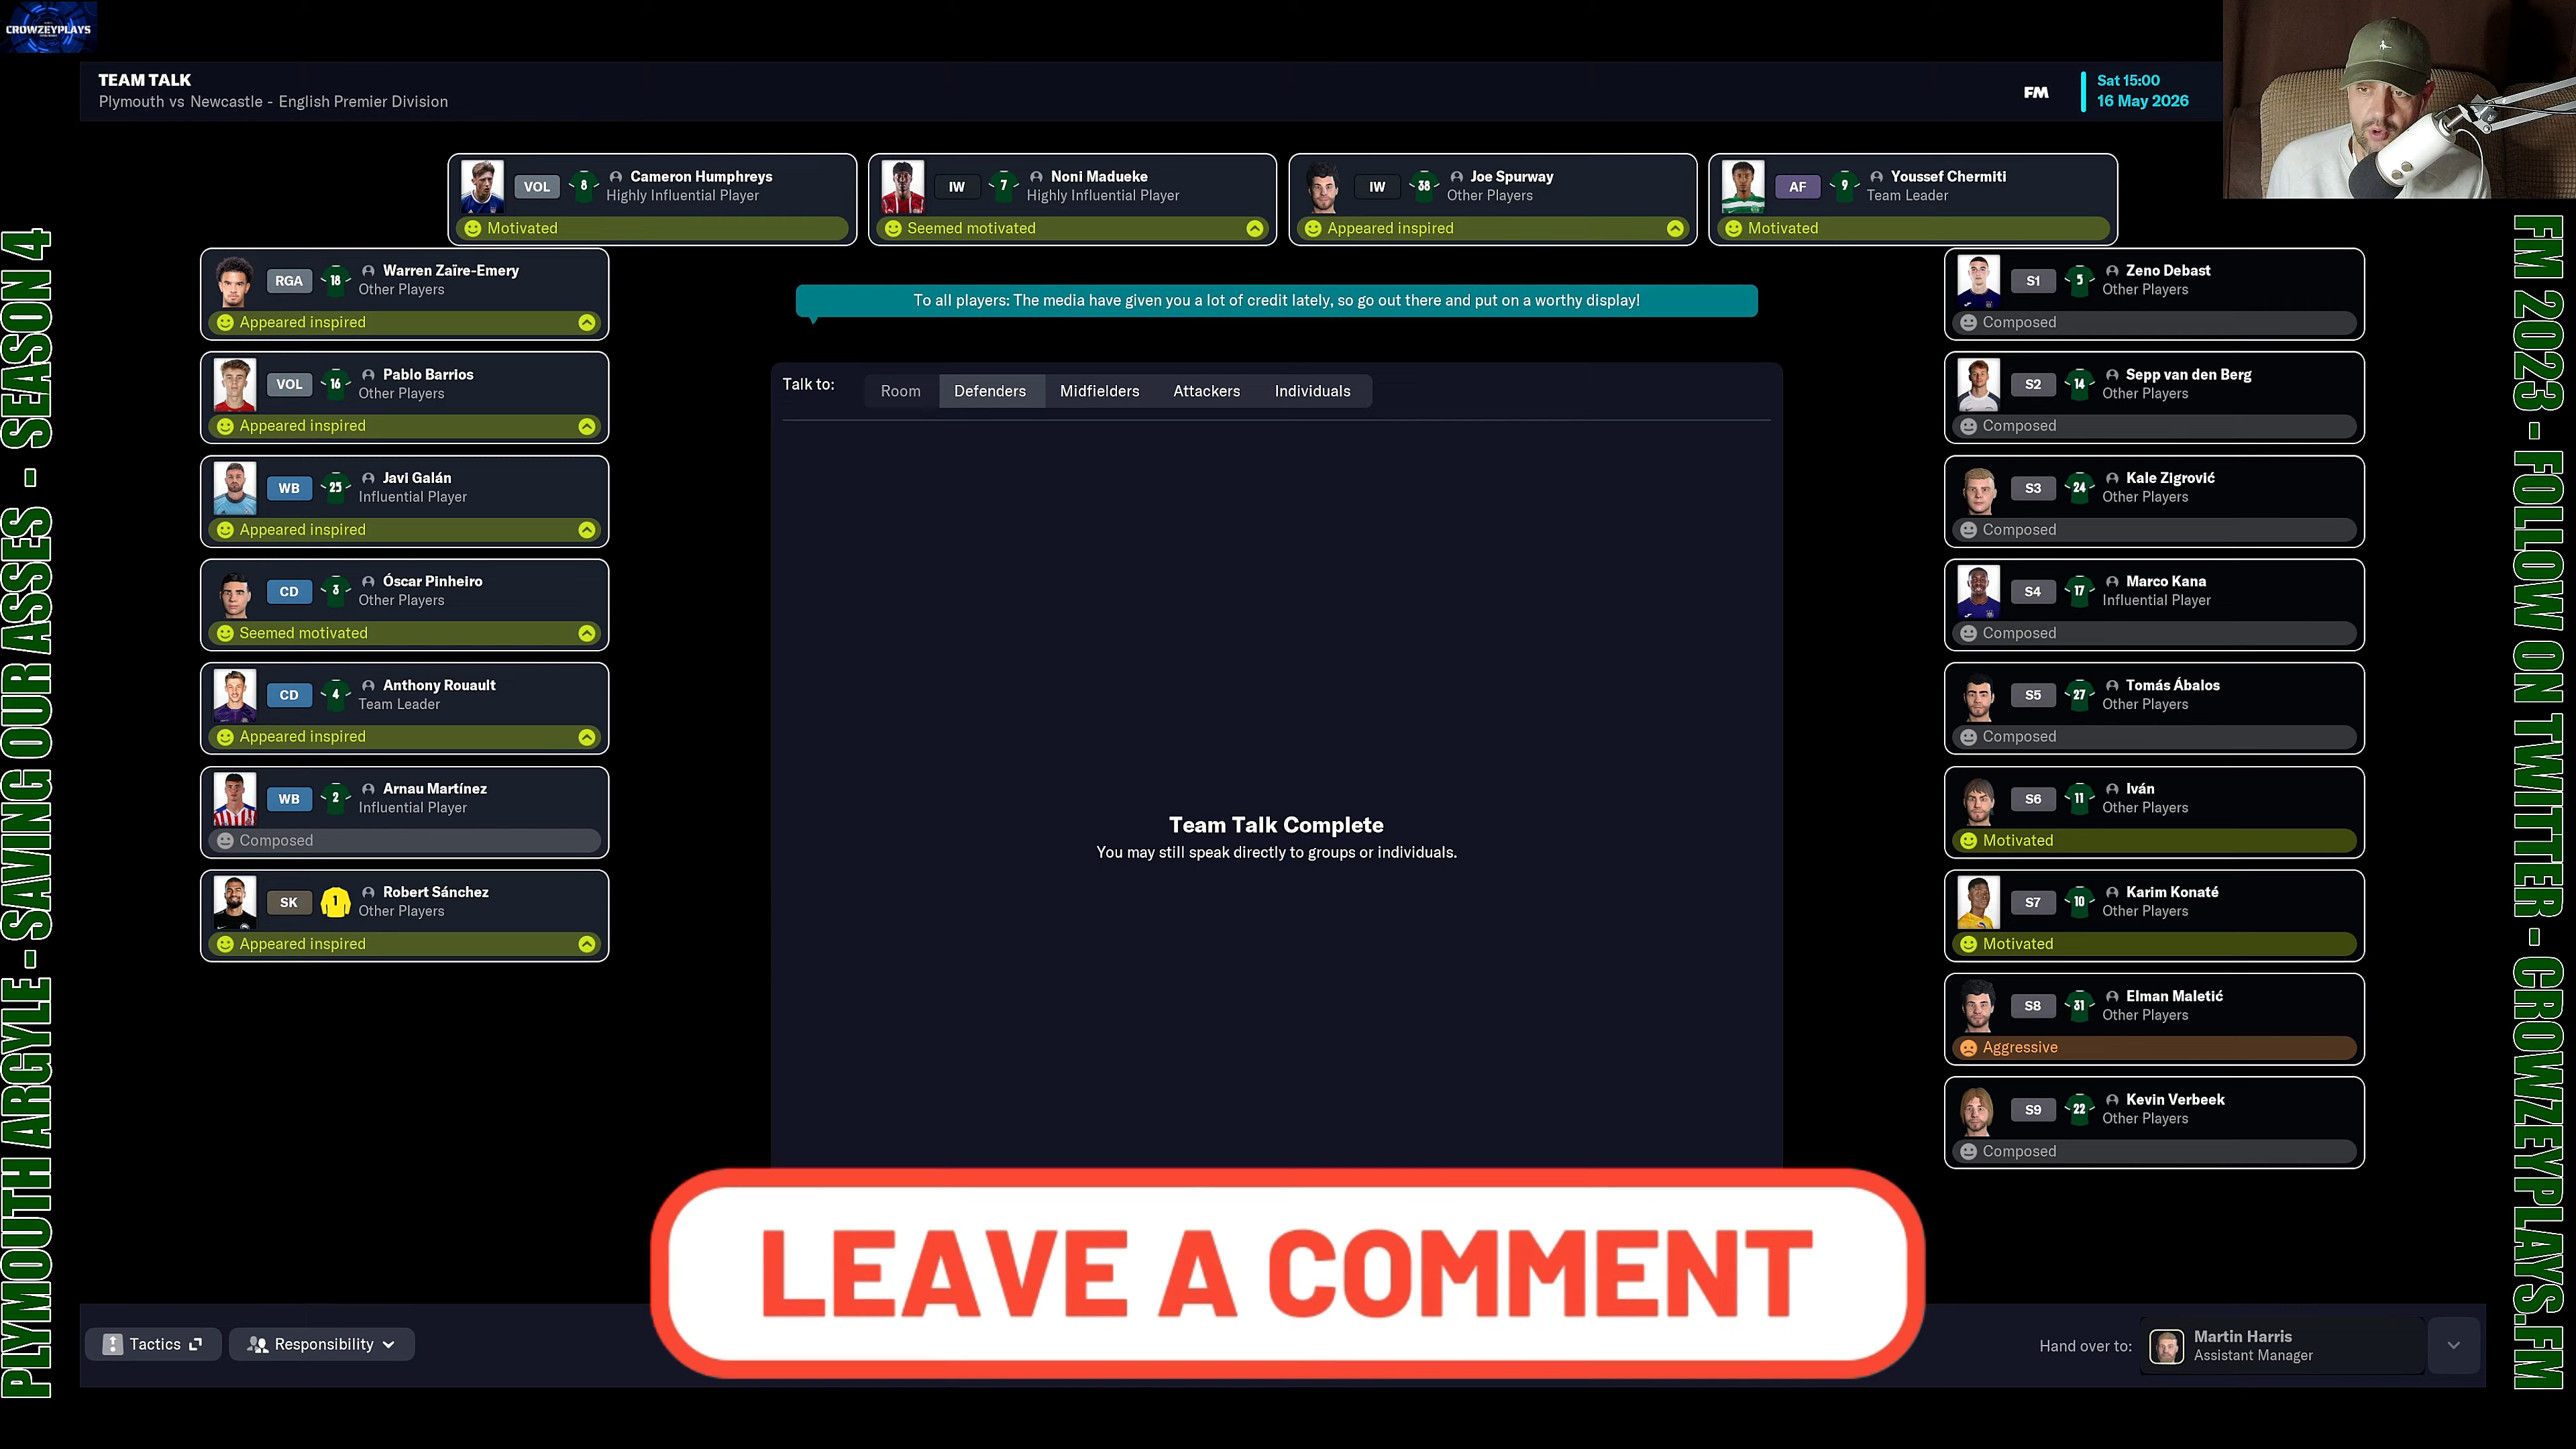 CROWZEYPLAYS
TEAM TALK
Plymouth vs Newcastle - English Premier Division
FM
Sat 15:00
16 May 2026
VOL 8 Cameron Humphreys
Highly Influential Player
Motivated
IW 7 Noni Madueke
Highly Influential Player
Seemed motivated
IW 38 Joe Spurway
Other Players
Appeared inspired
AF 9 Youssef Chermiti
Team Leader
Motivated
RGA 18 Warren Zaïre-Emery
Other Players
Appeared inspired
VOL 16 Pablo Barrios
Other Players
Appeared inspired
WB 25 Javi Galán
Influential Player
Appeared inspired
CD 3 Óscar Pinheiro
Other Players
Seemed motivated
CD 4 Anthony Rouault
Team Leader
Appeared inspired
WB 2 Arnau Martínez
Influential Player
Composed
SK 1 Robert Sánchez
Other Players
Appeared inspired
To all players: The media have given you a lot of credit lately, so go out there and put on a worthy display!
Talk to: Room Defenders Midfielders Attackers Individuals
Team Talk Complete
You may still speak directly to groups or individuals.
S1 5 Zeno Debast
Other Players
Composed
S2 14 Sepp van den Berg
Other Players
Composed
S3 24 Kale Zigrović
Other Players
Composed
S4 17 Marco Kana
Influential Player
Composed
S5 27 Tomás Ábalos
Other Players
Composed
S6 11 Iván
Other Players
Motivated
S7 10 Karim Konaté
Other Players
Motivated
S8 31 Elman Maletić
Other Players
Aggressive
S9 22 Kevin Verbeek
Other Players
Composed
LEAVE A COMMENT
Tactics Responsibility
Hand over to: Martin Harris
Assistant Manager
PLYMOUTH ARGYLE - SAVING OUR ASSES - SEASON 4
FM 2023 - FOLLOW ON TWITTER - CROWZEYPLAYS.FM